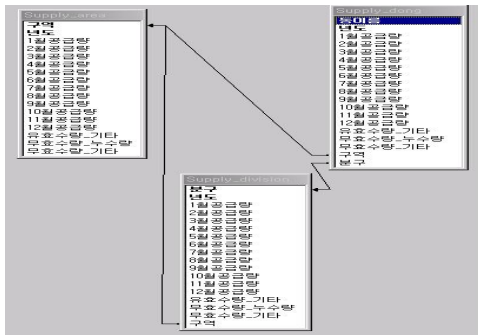 Supply_area
구역
년도
1월공급량
2월공급량
3월공급량
4월공급량
5월공급량
6월공급량
7월공급량
8월공급량
9월공급량
10월공급량
11월공급량
12월공급량
유효수량_기타
무효수량_누수량
무효수량_기타
Supply_dong
동이름
년도
1월공급량
2월공급량
3월공급량
4월공급량
5월공급량
6월공급량
7월공급량
8월공급량
9월공급량
10월공급량
11월공급량
12월공급량
유효수량_기타
무효수량_누수량
무효수량_기타
구역
분구
Supply_division
분구
년도
1월공급량
2월공급량
3월공급량
4월공급량
5월공급량
6월공급량
7월공급량
8월공급량
9월공급량
10월공급량
11월공급량
12월공급량
유효수량_기타
무효수량_누수량
무효수량_기타
구역